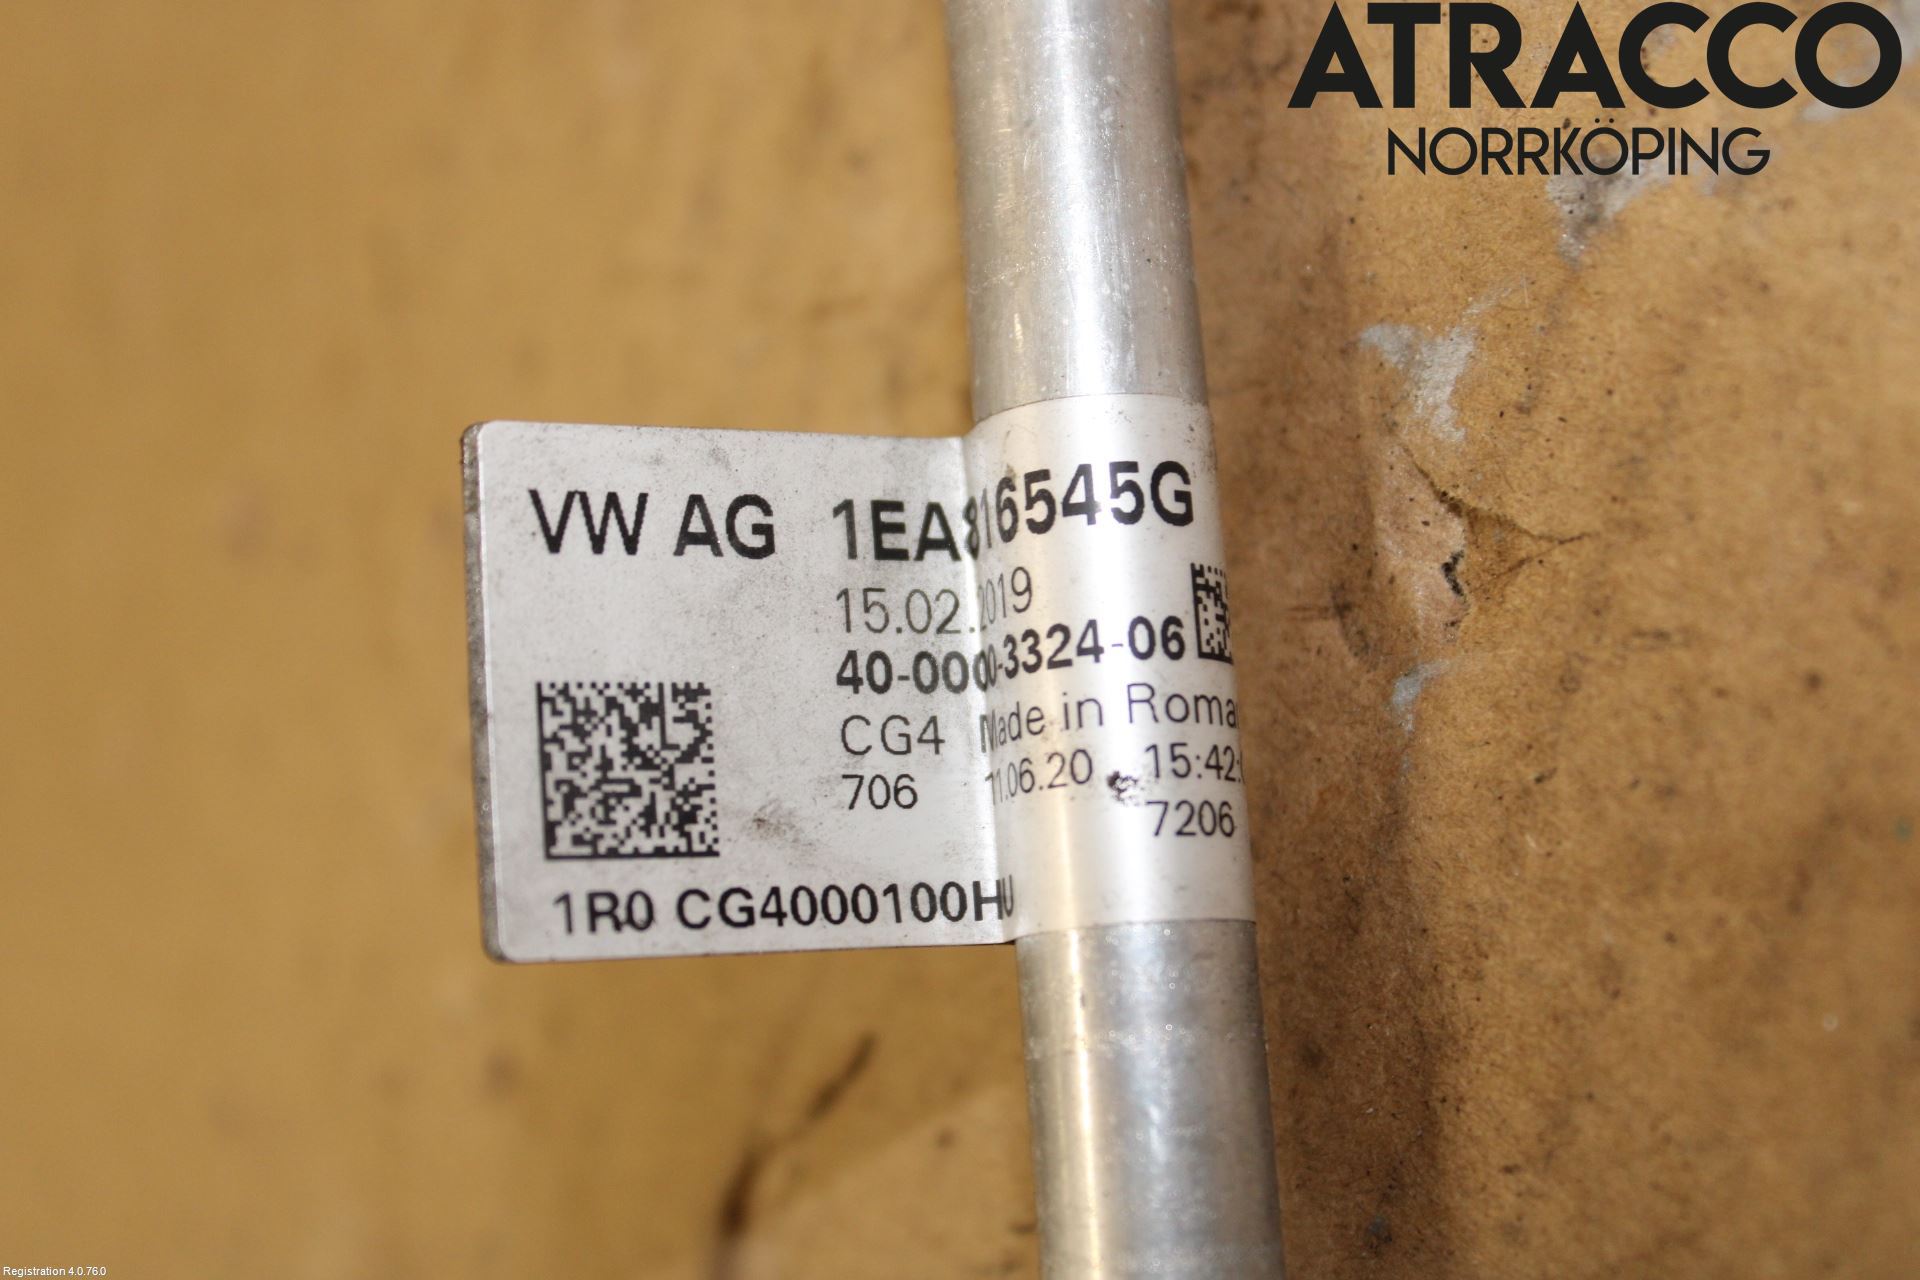 ATRACCO
NORRKÖPING
VW AG 1EA816545G
15.02.2019
40-0000-3324-06
CG4 Made in Roma
706 11.06.20 15:42:
7206
1R0 CG4000100HU
Registration 4.0.76.0